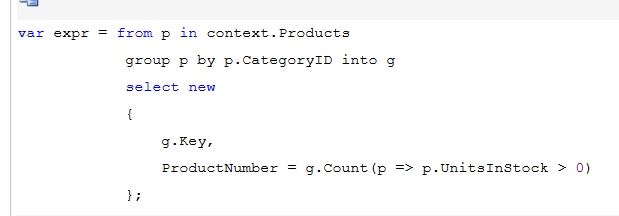 var expr = from p in context.Products
group p by p.CategoryID into g
select new
{
g.Key,
ProductNumber = g.Count(p => p.UnitsInStock > 0)
};